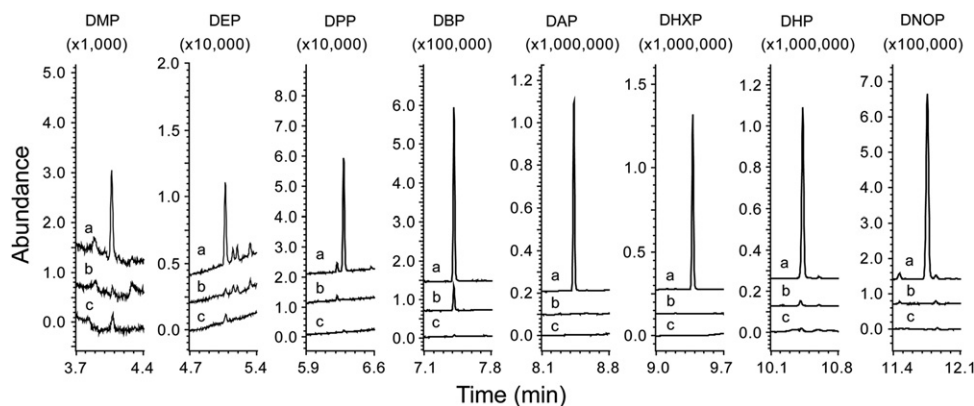 DMP
(x1,000)
DEP
(x10,000)
DPP
(x10,000)
DBP
(x100,000)
DAP
(x1,000,000)
DHXP
(x1,000,000)
DHP
(x1,000,000)
DNOP
(x100,000)
Abundance
5.0
4.0
3.0
1.5
1.0
0.0
a
b
c
3.7 4.4
2.0
1.5
1.0
0.5
0.0
a
b
c
4.7 5.4
8.0
6.0
4.0
3.0
2.0
1.0
0.0
a
b
c
5.9 6.6
6.0
5.0
4.0
3.0
2.0
1.0
0.0
a
b
c
7.1 7.8
1.2
1.0
0.8
0.6
0.4
0.2
0.0
a
b
c
8.1 8.8
1.5
1.0
0.5
0.0
a
b
c
9.0 9.7
1.2
1.0
0.8
0.6
0.4
0.2
0.0
a
b
c
10.1 10.8
7.0
6.0
5.0
4.0
3.0
2.0
1.0
0.0
a
b
c
11.4 12.1
Time (min)